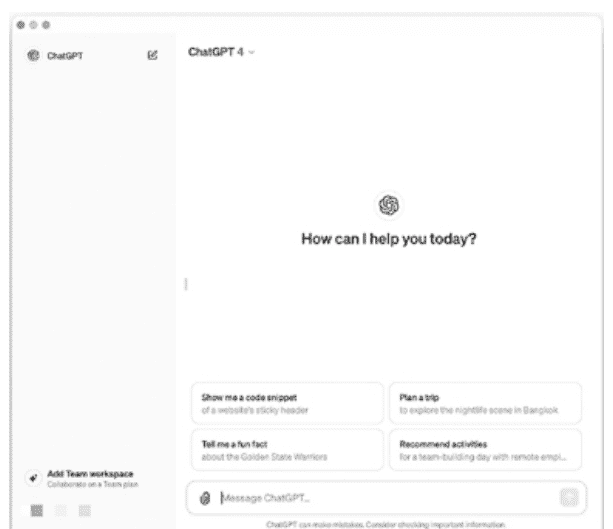 ChatGPT
ChatGPT 4
How can I help you today?
Show me a code snippet
of a website's sticky header
Plan a trip
to explore the nightlife scene in Bangkok
Tell me a fun fact
about the Golden State Warriors
Recommend activities
for a team-building day with remote empl...
Add Team workspace
Collaborate on a Team plan
Message ChatGPT...
ChatGPT can make mistakes. Consider checking important information.